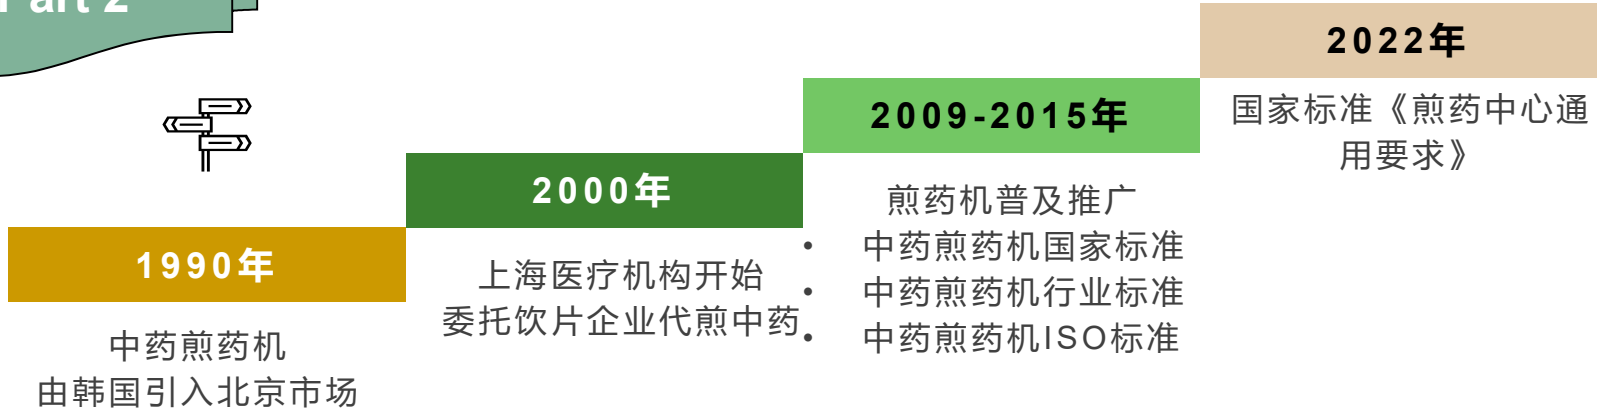 Part 2
1990年
中药煎药机
由韩国引入北京市场
2000年
上海医疗机构开始
委托饮片企业代煎中药
2009-2015年
煎药机普及推广
• 中药煎药机国家标准
• 中药煎药机行业标准
• 中药煎药机ISO标准
2022年
国家标准《煎药中心通
用要求》